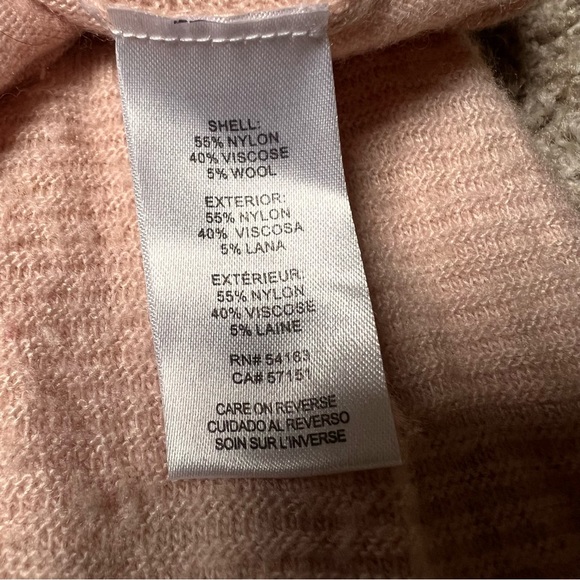 SHELL:
55% NYLON
40% VISCOSE
5% WOOL
EXTERIOR:
55% NYLON
40% VISCOSA
5% LANA
EXTÉRIEUR:
55% NYLON
40% VISCOSE
5% LAINE
RN# 54163
CA# 57151
CARE ON REVERSE
CUIDADO AL REVERSO
SOIN SUR L'INVERSE